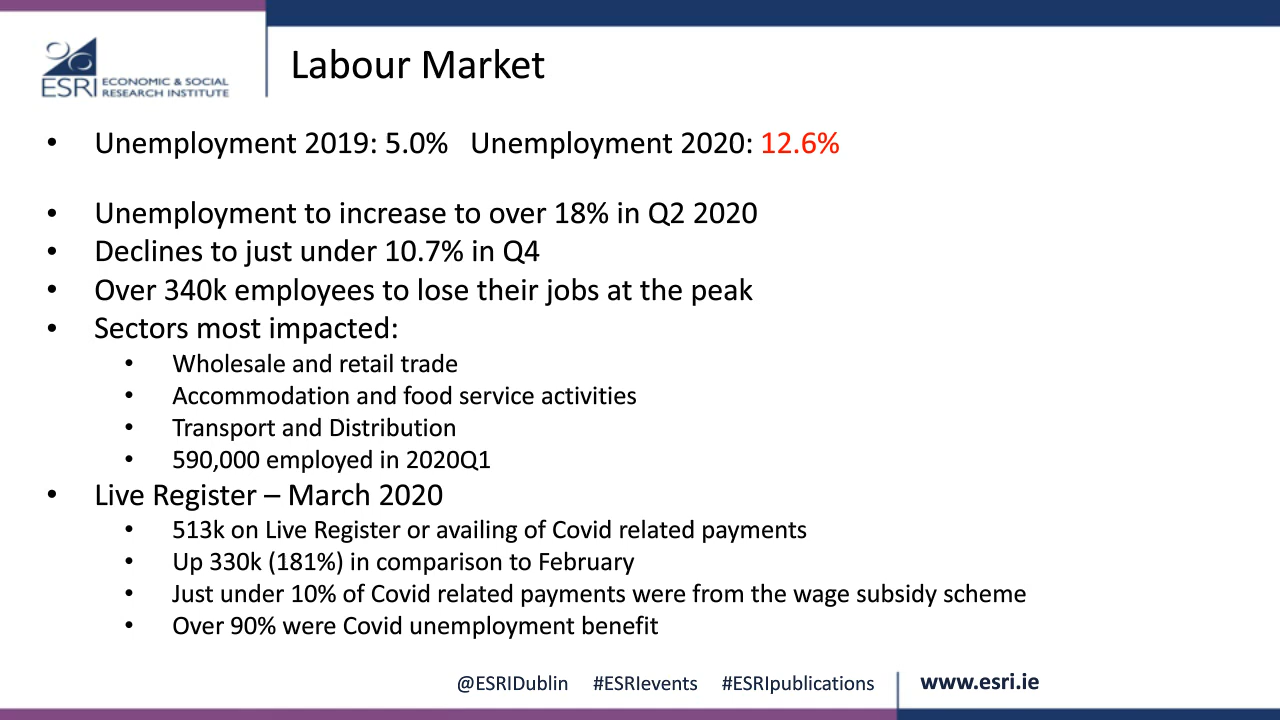 ESRI ECONOMIC & SOCIAL
RESEARCH INSTITUTE
Labour Market
• Unemployment 2019: 5.0% Unemployment 2020: 12.6%
• Unemployment to increase to over 18% in Q2 2020
• Declines to just under 10.7% in Q4
• Over 340k employees to lose their jobs at the peak
• Sectors most impacted:
• Wholesale and retail trade
• Accommodation and food service activities
• Transport and Distribution
• 590,000 employed in 2020Q1
• Live Register – March 2020
• 513k on Live Register or availing of Covid related payments
• Up 330k (181%) in comparison to February
• Just under 10% of Covid related payments were from the wage subsidy scheme
• Over 90% were Covid unemployment benefit
@ESRIDublin #ESRIevents #ESRIpublications www.esri.ie